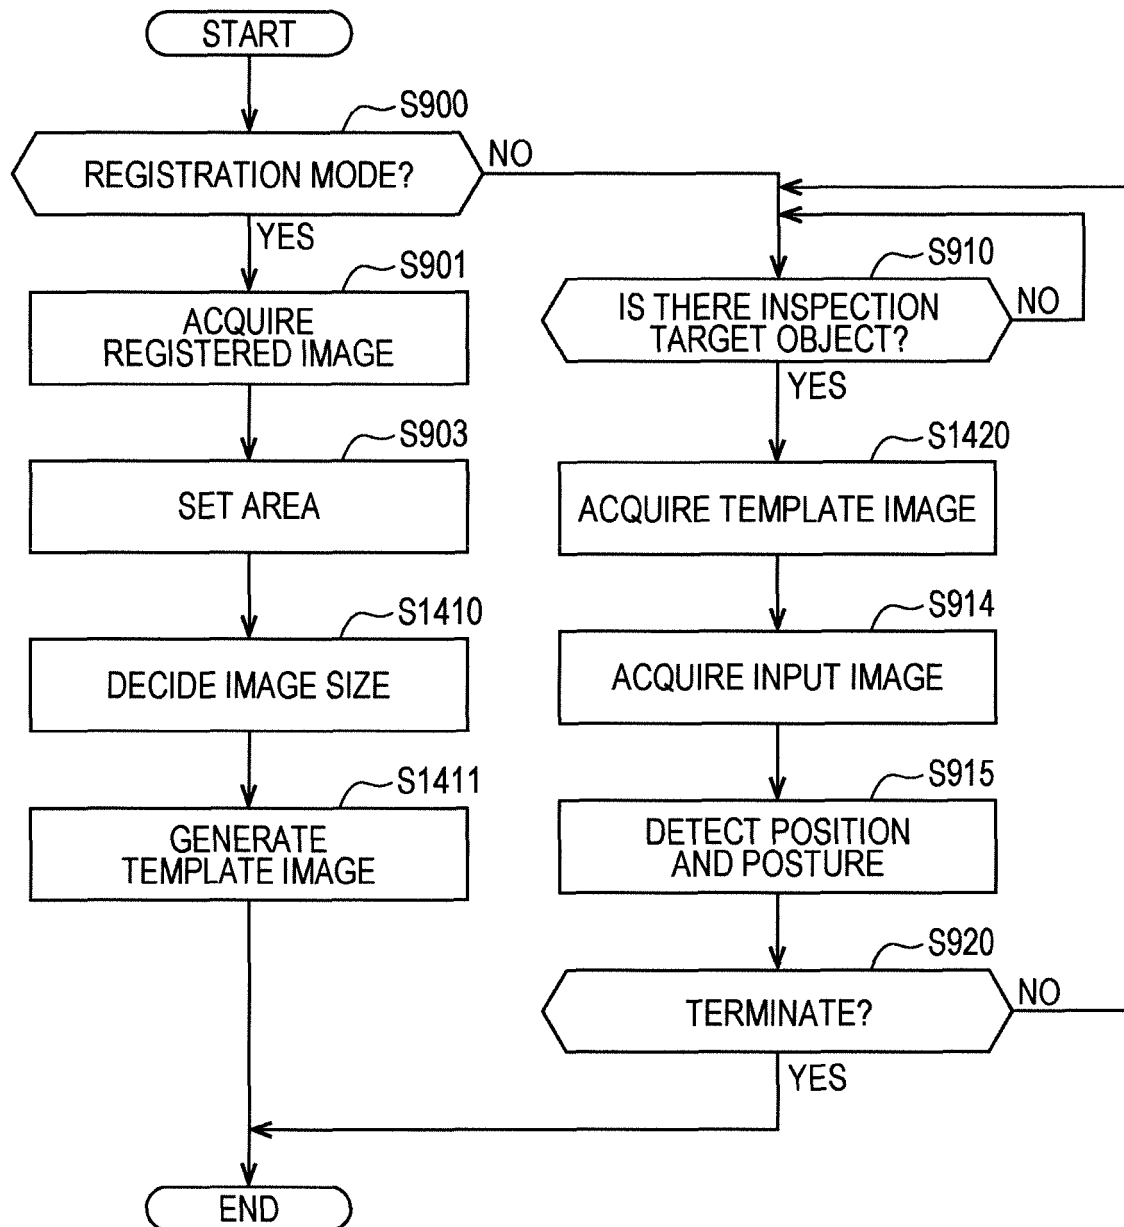 START
S900
REGISTRATION MODE?
NO
YES
S901
ACQUIRE
REGISTERED IMAGE
S903
SET AREA
S1410
DECIDE IMAGE SIZE
S1411
GENERATE
TEMPLATE IMAGE
S910
IS THERE INSPECTION
TARGET OBJECT?
NO
YES
S1420
ACQUIRE TEMPLATE IMAGE
S914
ACQUIRE INPUT IMAGE
S915
DETECT POSITION
AND POSTURE
S920
TERMINATE?
NO
YES
END